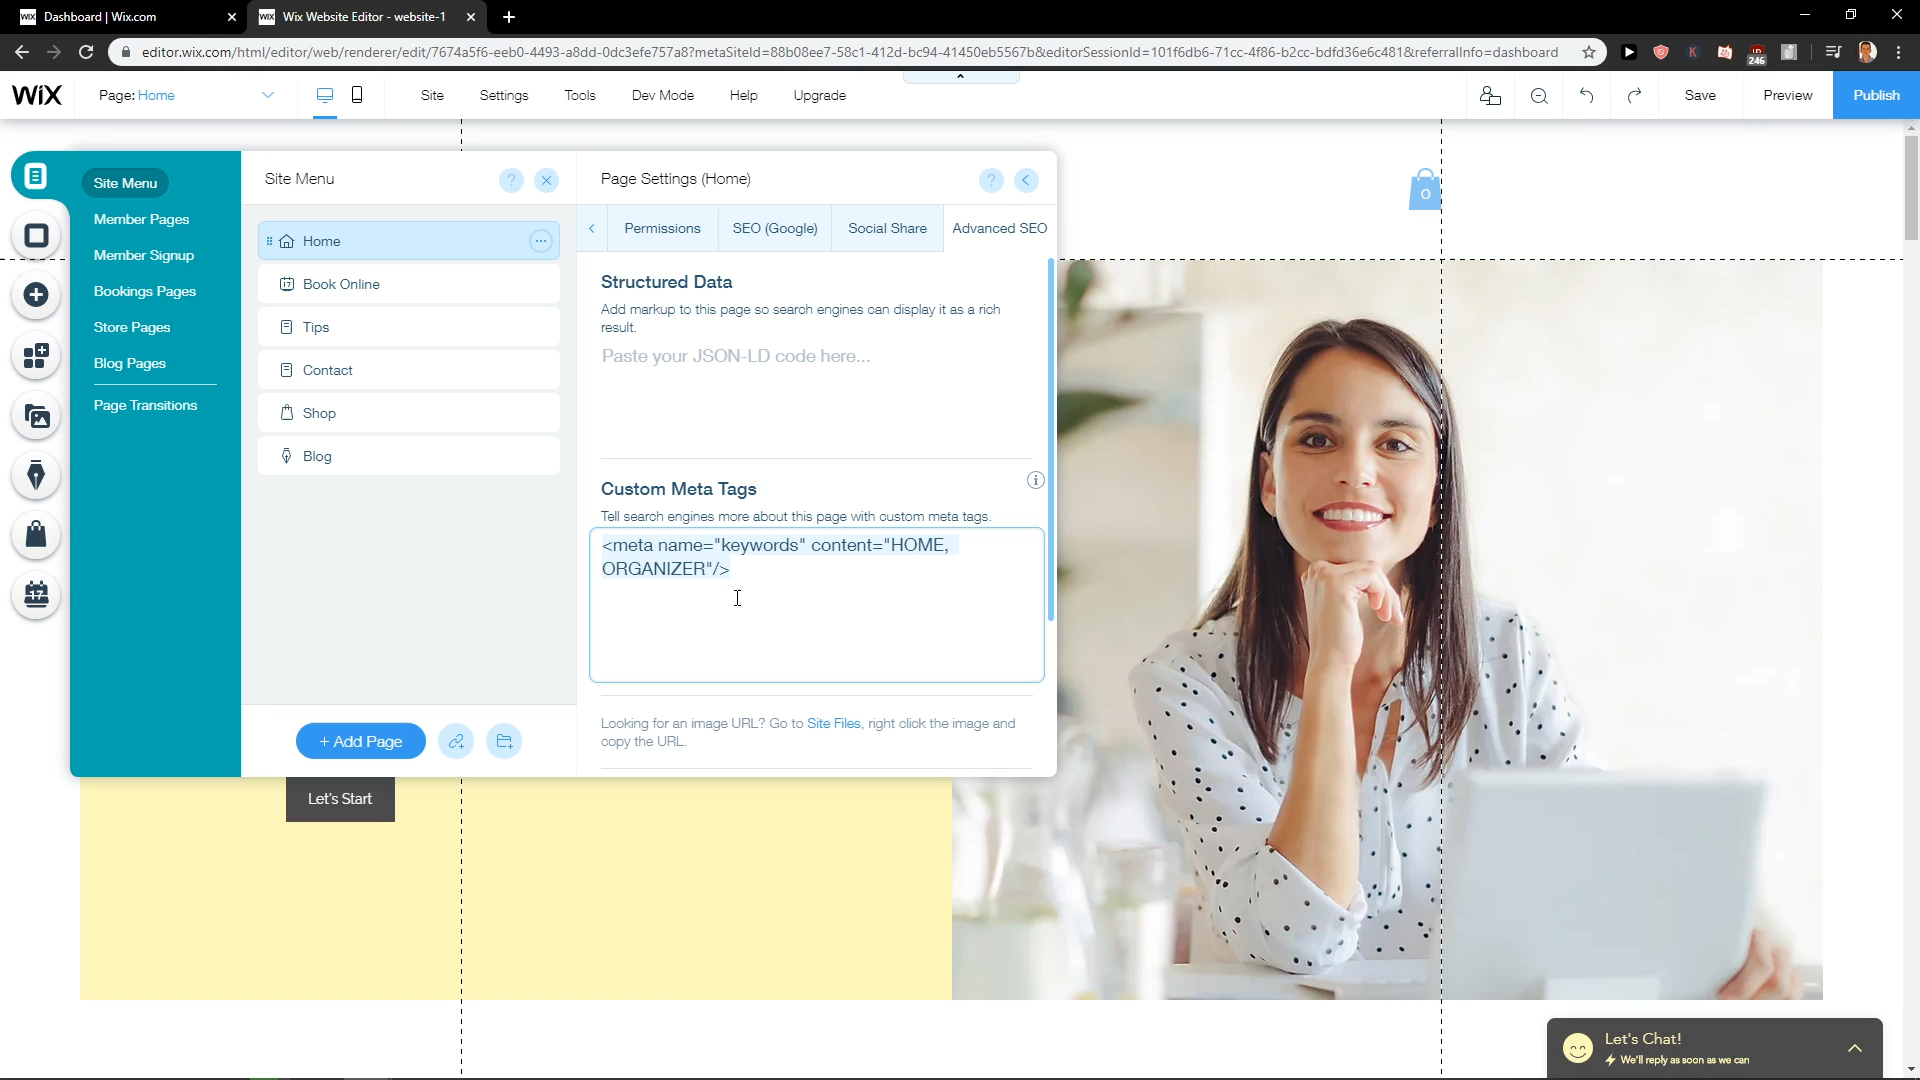 Dashboard | Wix.com
Wix Website Editor - website-1
editor.wix.com/html/editor/web/renderer/edit/7674a5f6-eeb0-4493-a8dd-0dc3efe757a8?metaSiteId=88b08ee7-58c1-412d-bc94-41450eb5567b&editorSessionId=101f6db6-71cc-4f86-b2cc-bdfd36e6c481&referralInfo=dashboard
246
WiX Page: Home Site Settings Tools Dev Mode Help Upgrade Save Preview Publish
Site Menu
Member Pages
Member Signup
Bookings Pages
Store Pages
Blog Pages
Page Transitions
Site Menu
Home
Book Online
Tips
Contact
Shop
Blog
+ Add Page
Page Settings (Home)
Permissions SEO (Google) Social Share Advanced SEO
Structured Data
Add markup to this page so search engines can display it as a rich
result.
Paste your JSON-LD code here...
Custom Meta Tags
Tell search engines more about this page with custom meta tags.
<meta name="keywords" content="HOME,
ORGANIZER"/>
Looking for an image URL? Go to Site Files, right click the image and
copy the URL.
0
17
Let's Start
Let's Chat!
We'll reply as soon as we can